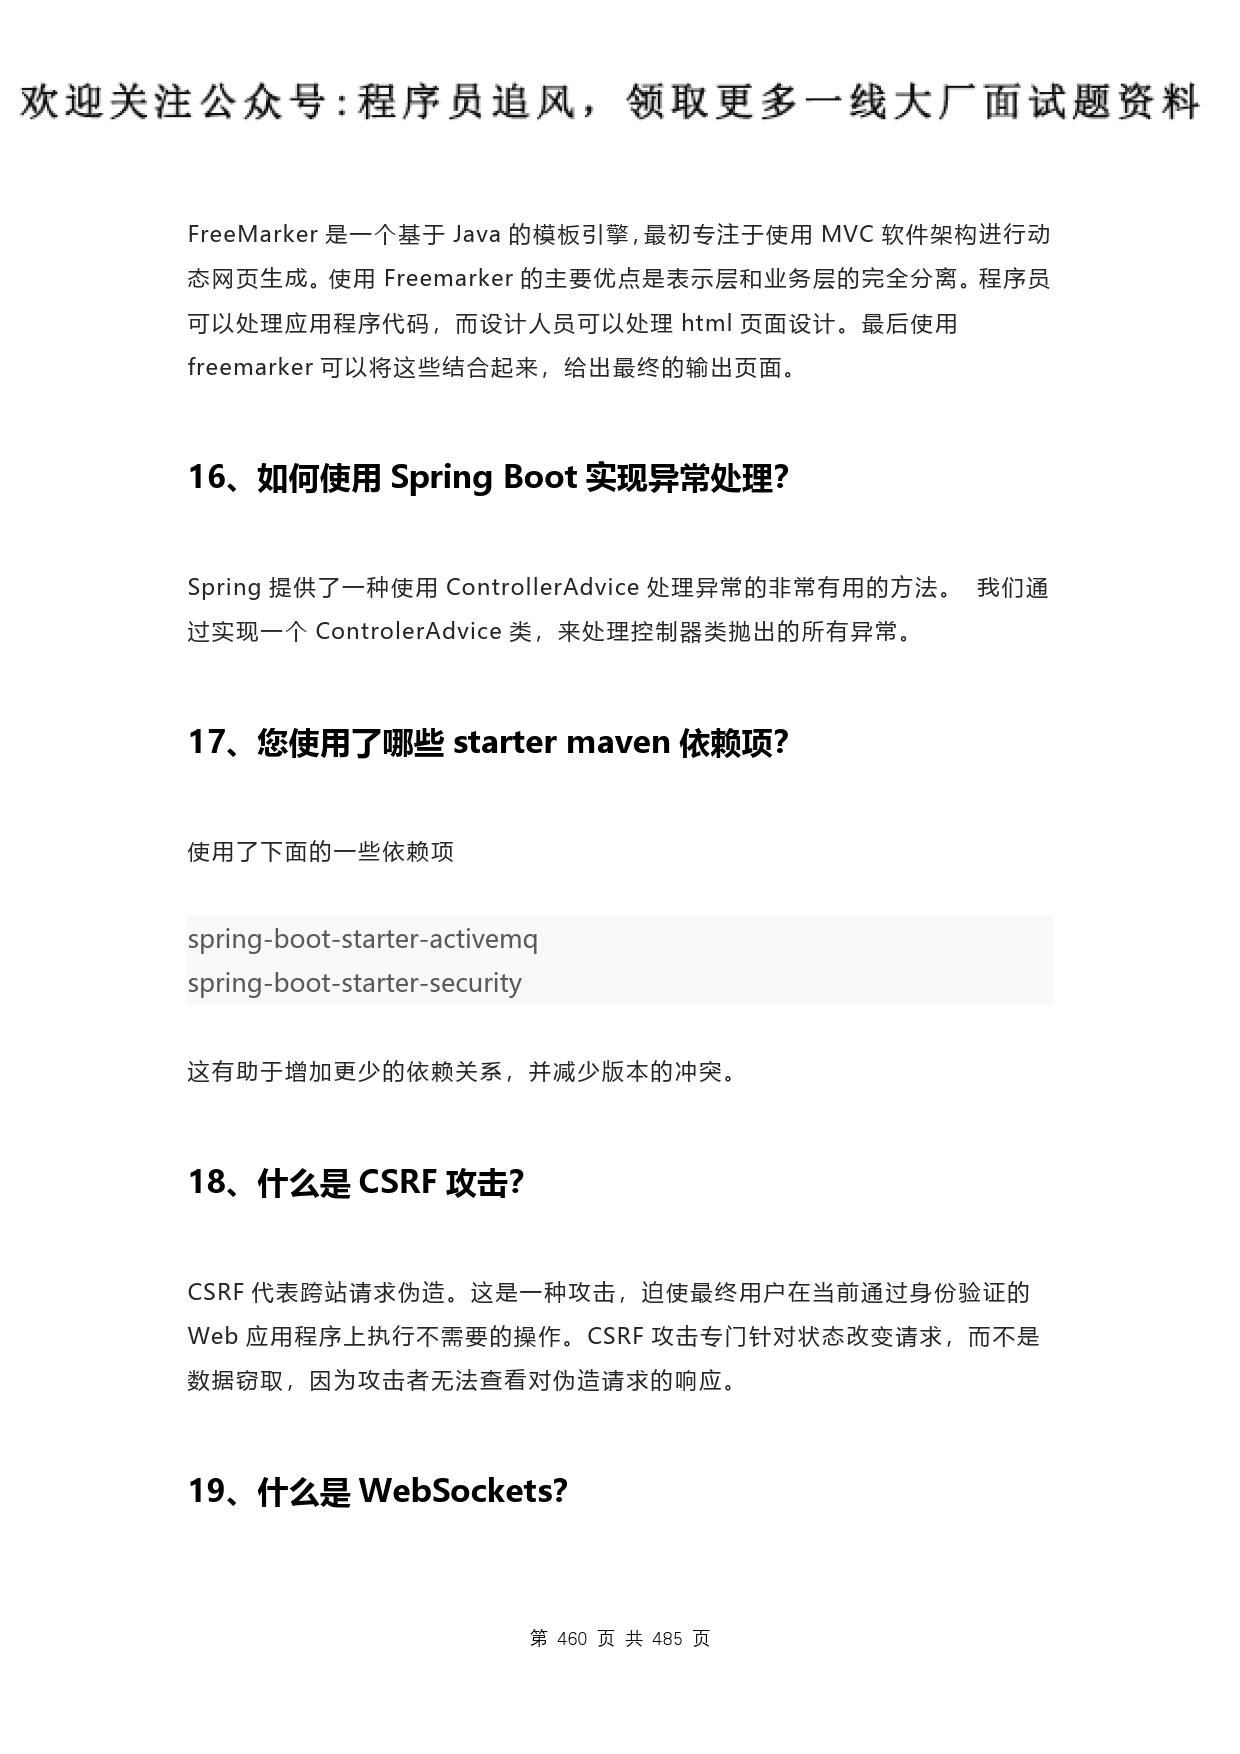 欢迎关注公众号:程序员追风，领取更多一线大厂面试题资料
FreeMarker 是一个基于 Java 的模板引擎，最初专注于使用 MVC 软件架构进行动
态网页生成。使用 Freemarker 的主要优点是表示层和业务层的完全分离。程序员
可以处理应用程序代码，而设计人员可以处理 html 页面设计。最后使用
freemarker 可以将这些结合起来，给出最终的输出页面。
16、如何使用 Spring Boot 实现异常处理？
Spring 提供了一种使用 ControllerAdvice 处理异常的非常有用的方法。 我们通
过实现一个 ControlerAdvice 类，来处理控制器类抛出的所有异常。
17、您使用了哪些 starter maven 依赖项？
使用了下面的一些依赖项
spring-boot-starter-activemq
spring-boot-starter-security
这有助于增加更少的依赖关系，并减少版本的冲突。
18、什么是 CSRF 攻击？
CSRF 代表跨站请求伪造。这是一种攻击，迫使最终用户在当前通过身份验证的
Web 应用程序上执行不需要的操作。CSRF 攻击专门针对状态改变请求，而不是
数据窃取，因为攻击者无法查看对伪造请求的响应。
19、什么是 WebSockets？
第 460 页 共 485 页